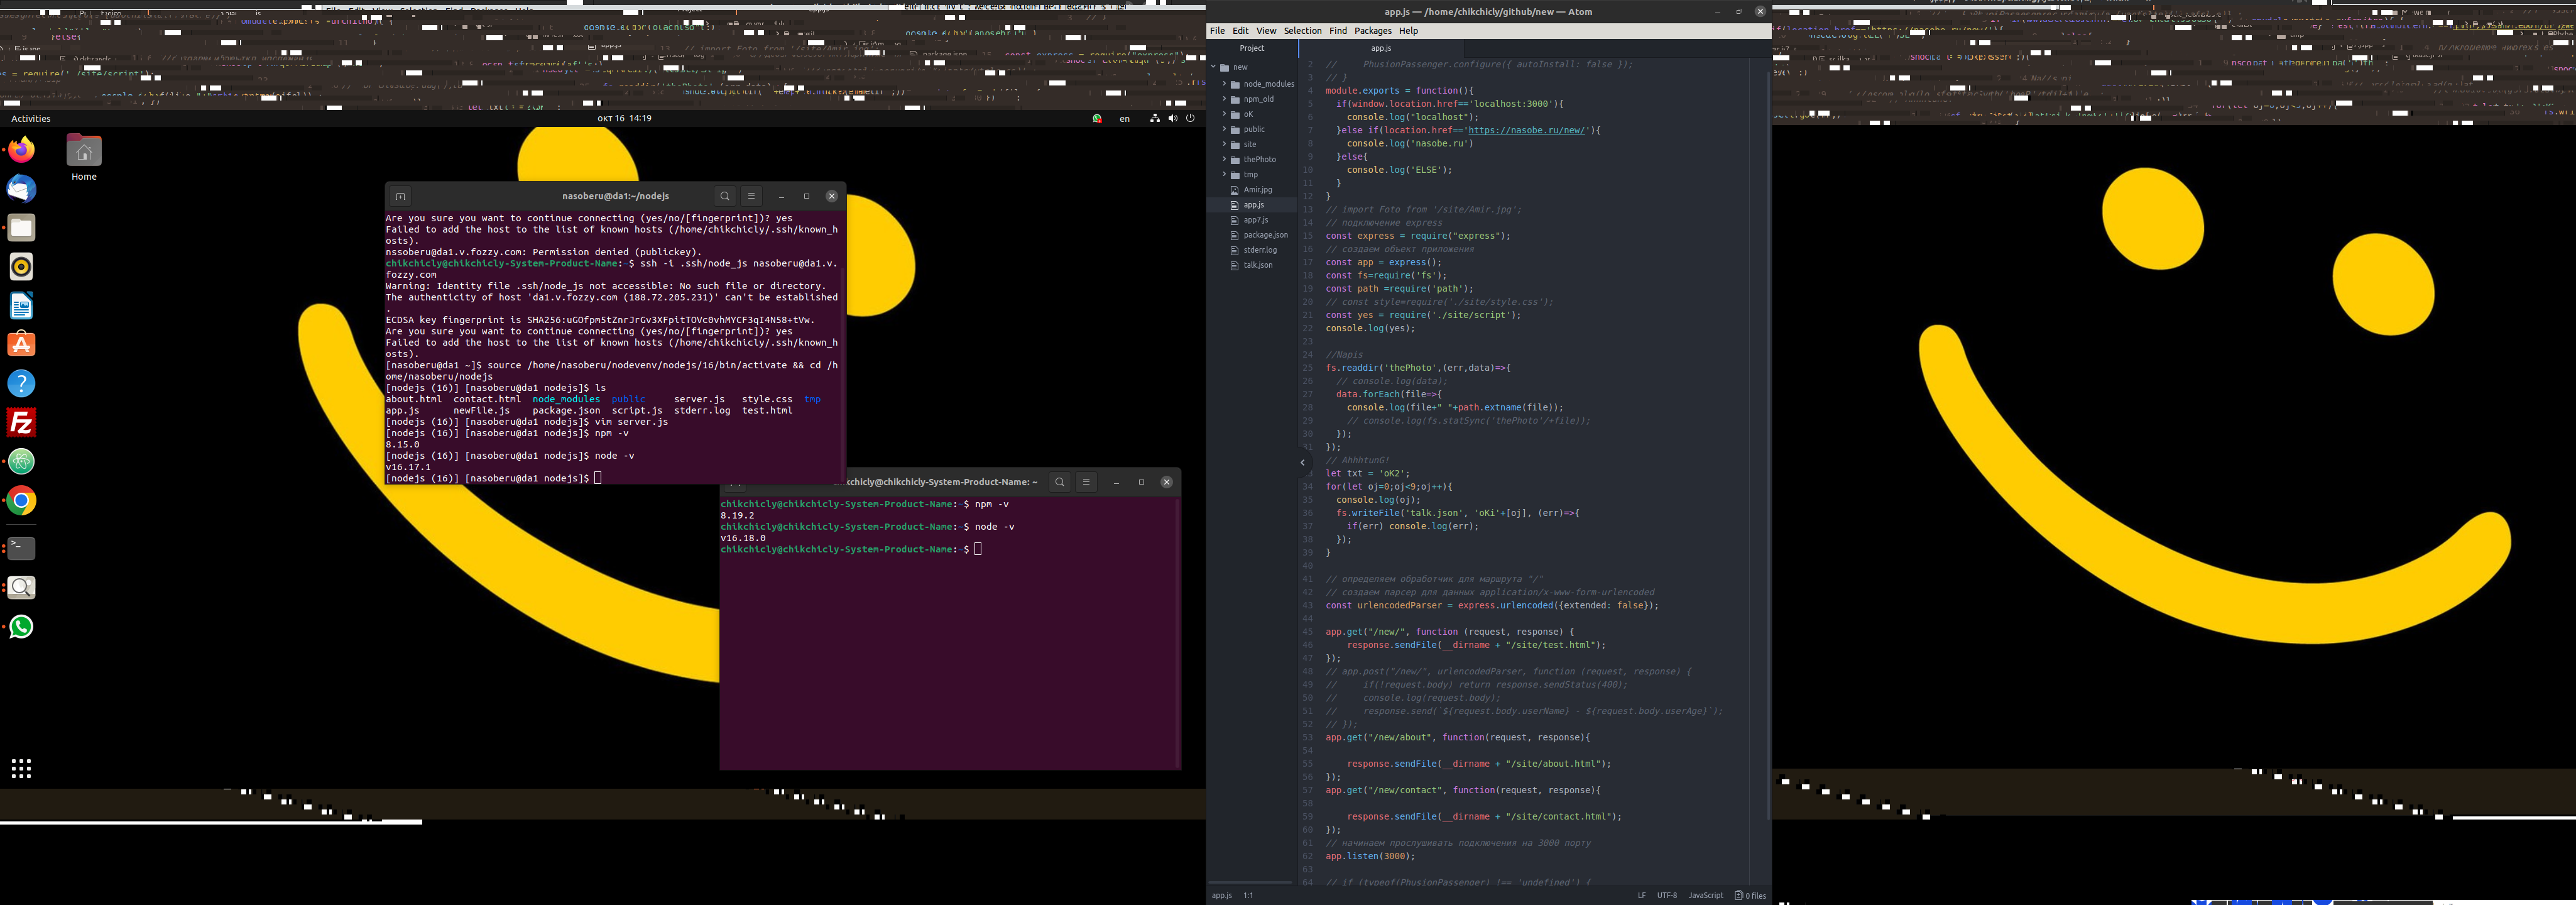 Activities
окт 16 14:19
en
Home
nasoberu@da1:~/nodejs
Are you sure you want to continue connecting (yes/no/[fingerprint])? yes
Failed to add the host to the list of known hosts (/home/chikchicly/.ssh/known_h
osts).
nssoberu@da1.v.fozzy.com: Permission denied (publickey).
chikchicly@chikchicly-System-Product-Name:~$ ssh -i .ssh/node_js nasoberu@da1.v.
fozzy.com
Warning: Identity file .ssh/node_js not accessible: No such file or directory.
The authenticity of host 'da1.v.fozzy.com (188.72.205.231)' can't be established
.
ECDSA key fingerprint is SHA256:uGOfpm5tZnrJrGv3XFpitTOVc0vhMYCF3qI4N58+tVw.
Are you sure you want to continue connecting (yes/no/[fingerprint])? yes
Failed to add the host to the list of known hosts (/home/chikchicly/.ssh/known_h
osts).
[nasoberu@da1 ~]$ source /home/nasoberu/nodevenv/nodejs/16/bin/activate && cd /h
ome/nasoberu/nodejs
[nodejs (16)] [nasoberu@da1 nodejs]$ ls
about.html contact.html node_modules public server.js style.css tmp
app.js newFile.js package.json script.js stderr.log test.html
[nodejs (16)] [nasoberu@da1 nodejs]$ vim server.js
[nodejs (16)] [nasoberu@da1 nodejs]$ npm -v
8.15.0
[nodejs (16)] [nasoberu@da1 nodejs]$ node -v
v16.17.1
[nodejs (16)] [nasoberu@da1 nodejs]$
chikchicly@chikchicly-System-Product-Name: ~
chikchicly@chikchicly-System-Product-Name:~$ npm -v
8.19.2
chikchicly@chikchicly-System-Product-Name:~$ node -v
v16.18.0
chikchicly@chikchicly-System-Product-Name:~$
app.js — /home/chikchicly/github/new — Atom
File Edit View Selection Find Packages Help
Project
new
node_modules
npm_old
oK
public
site
thePhoto
tmp
Amir.jpg
app.js
app7.js
package.json
stderr.log
talk.json
app.js
2 // PhusionPassenger.configure({ autoInstall: false });
3 // }
4 module.exports = function(){
5 if(window.location.href=='localhost:3000'){
6 console.log("localhost");
7 }else if(location.href=='https://nasobe.ru/new/'){
8 console.log('nasobe.ru')
9 }else{
10 console.log('ELSE');
11 }
12 }
13 // import Foto from '/site/Amir.jpg';
14 // подключение express
15 const express = require("express");
16 // создаем объект приложения
17 const app = express();
18 const fs=require('fs');
19 const path =require('path');
20 // const style=require('./site/style.css');
21 const yes = require('./site/script');
22 console.log(yes);
23
24 //Napis
25 fs.readdir('thePhoto',(err,data)=>{
26 // console.log(data);
27 data.forEach(file=>{
28 console.log(file+" "+path.extname(file));
29 // console.log(fs.statSync('thePhoto'/+file));
30 });
31 });
// AhhhtunG!
let txt = 'oK2';
34 for(let oj=0;oj<9;oj++){
35 console.log(oj);
36 fs.writeFile('talk.json', 'oKi'+[oj], (err)=>{
37 if(err) console.log(err);
38 });
39 }
40
41 // определяем обработчик для маршрута "/"
42 // создаем парсер для данных application/x-www-form-urlencoded
43 const urlencodedParser = express.urlencoded({extended: false});
44
45 app.get("/new/", function (request, response) {
46 response.sendFile(__dirname + "/site/test.html");
47 });
48 // app.post("/new/", urlencodedParser, function (request, response) {
49 // if(!request.body) return response.sendStatus(400);
50 // console.log(request.body);
51 // response.send(`${request.body.userName} - ${request.body.userAge}`);
52 // });
53 app.get("/new/about", function(request, response){
54
55 response.sendFile(__dirname + "/site/about.html");
56 });
57 app.get("/new/contact", function(request, response){
58
59 response.sendFile(__dirname + "/site/contact.html");
60 });
61 // начинаем прослушивать подключения на 3000 порту
62 app.listen(3000);
63
64 // if (typeof(PhusionPassenger) !== 'undefined') {
app.js 1:1
LF UTF-8 JavaScript 0 files